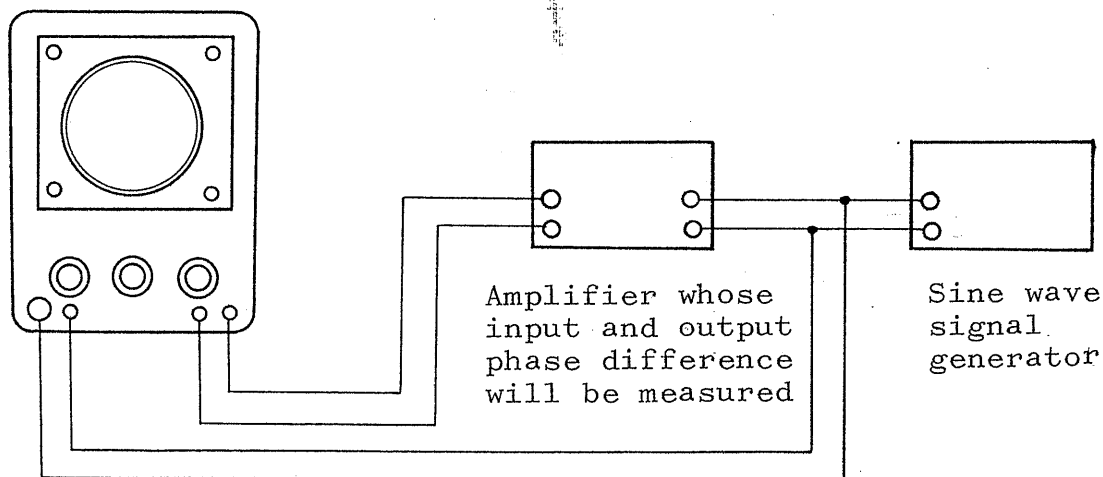 Amplifier whose
input and output
phase difference
will be measured
Sine wave
signal
generator